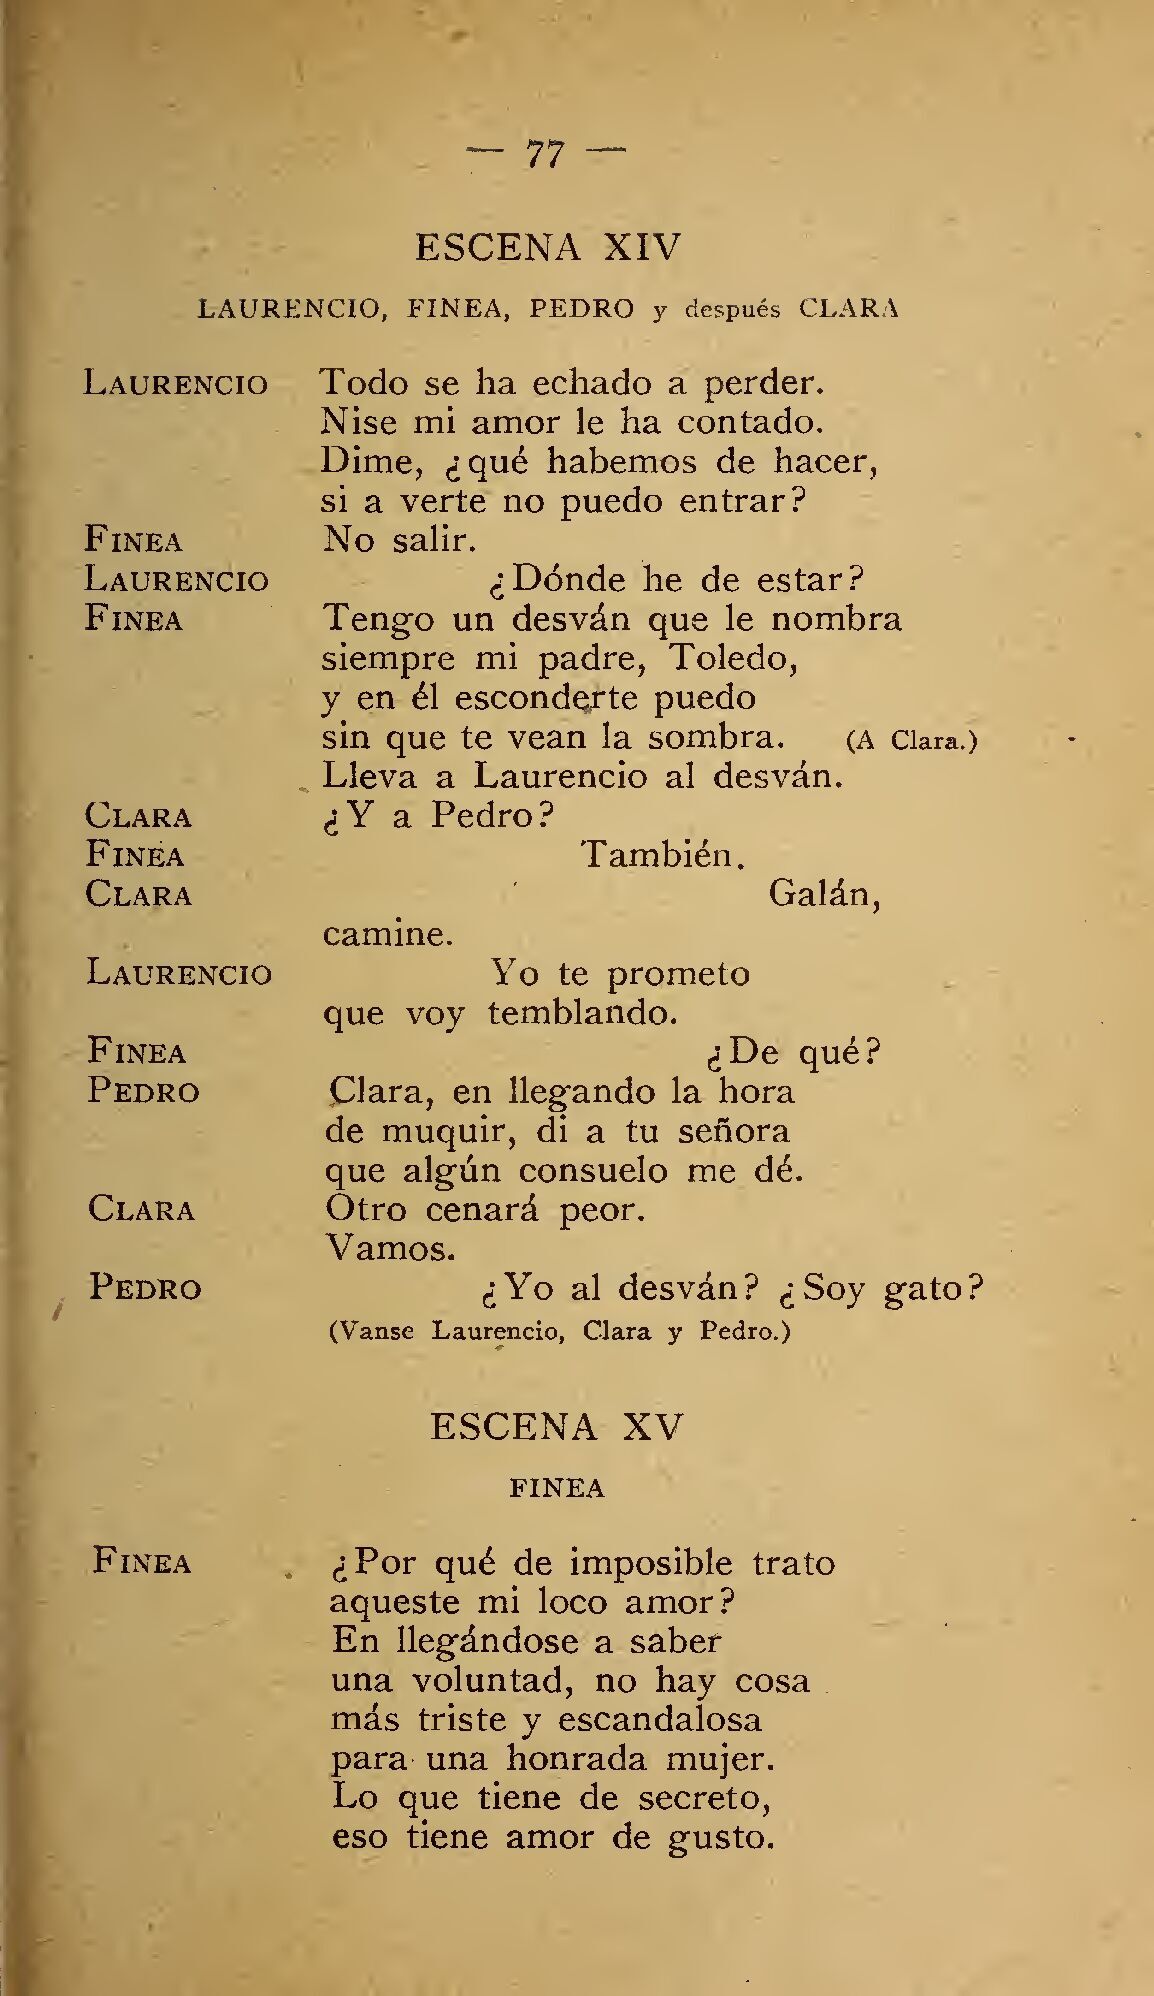 — 77 —
ESCENA XIV
LAURENCIO, FINEA, PEDRO y después CLARA
LAURENCIO Todo se ha echado a perder.
Nise mi amor le ha contado.
Dime, ¿qué habemos de hacer,
si a verte no puedo entrar?
FINEA No salir.
LAURENCIO ¿Dónde he de estar?
FINEA Tengo un desván que le nombra
siempre mi padre, Toledo,
y en él esconderte puedo
sin que te vean la sombra. (A Clara.)
Lleva a Laurencio al desván.
CLARA ¿Y a Pedro?
FINEA También.
CLARA Galán,
camine.
LAURENCIO Yo te prometo
que voy temblando.
FINEA ¿De qué?
PEDRO Clara, en llegando la hora
de muquir, di a tu señora
que algún consuelo me dé.
CLARA Otro cenará peor.
Vamos.
PEDRO ¿Yo al desván? ¿Soy gato?
(Vanse Laurencio, Clara y Pedro.)
ESCENA XV
FINEA
FINEA ¿Por qué de imposible trato
aqueste mi loco amor?
En llegándose a saber
una voluntad, no hay cosa
más triste y escandalosa
para una honrada mujer.
Lo que tiene de secreto,
eso tiene amor de gusto.